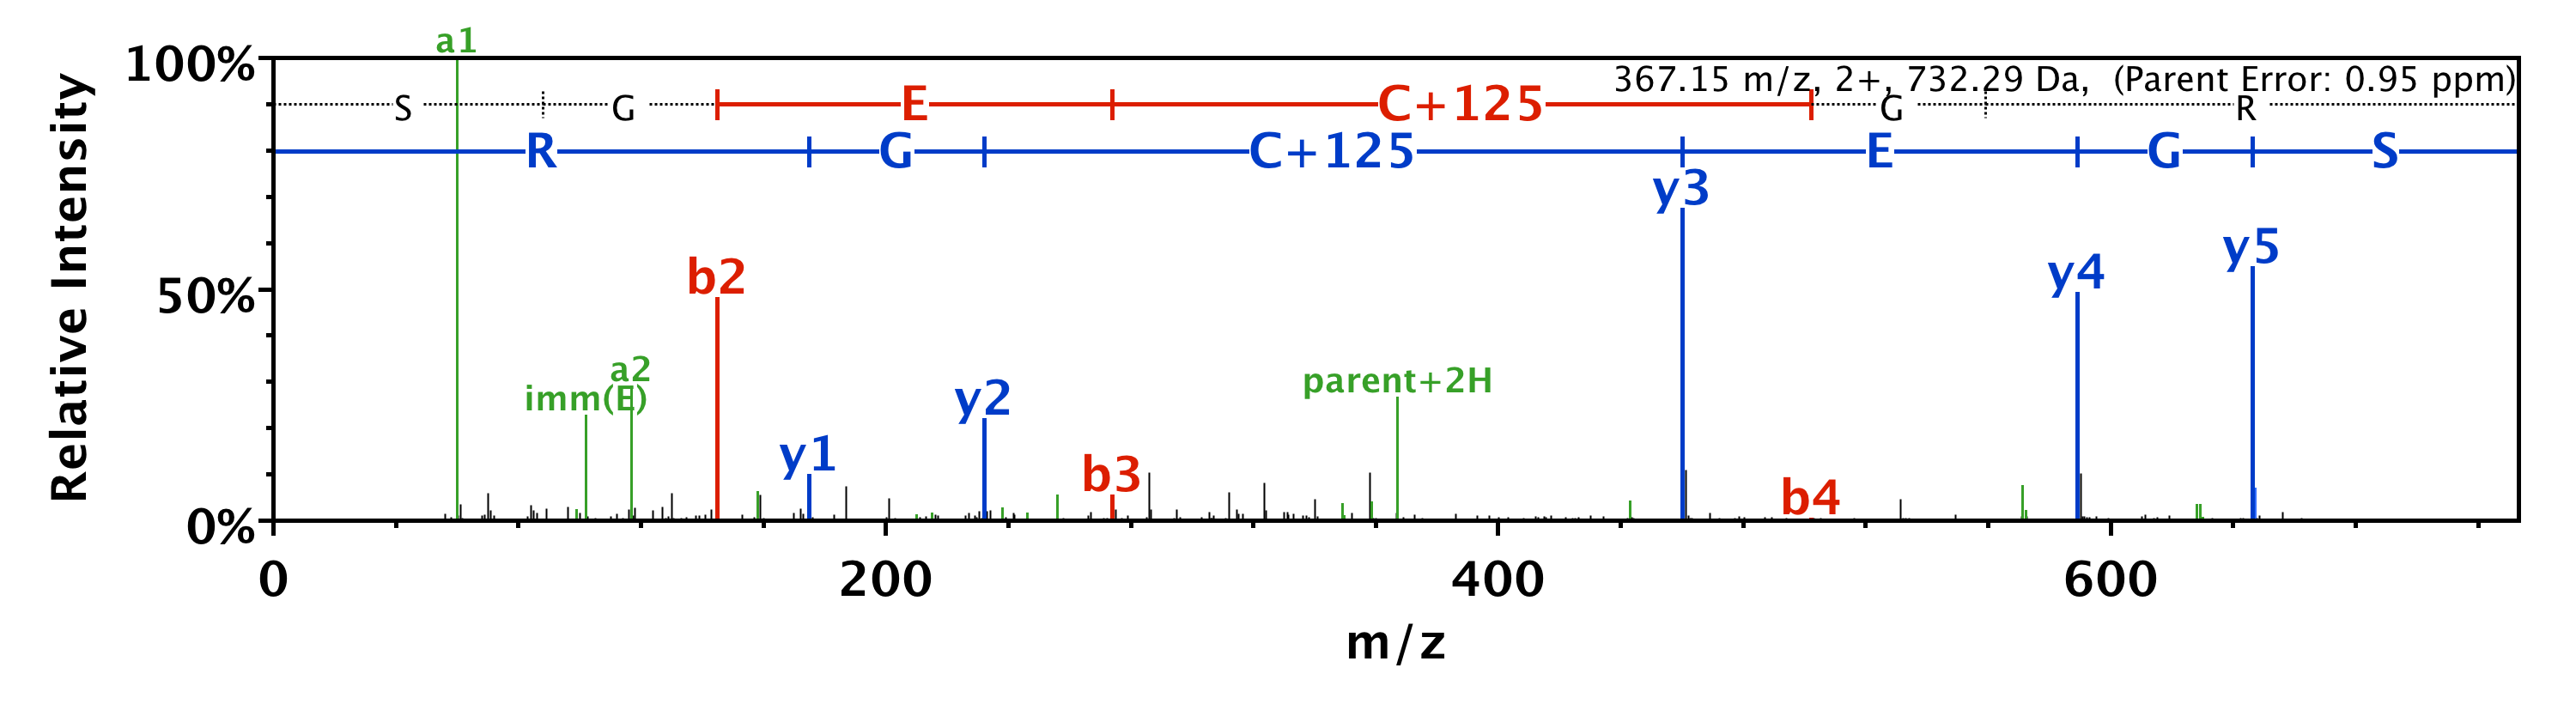 a1
100%
367.15 m/z, 2+, 732.29 Da, (Parent Error: 0.95 ppm)
S G E C+125 G R
R G C+125 E G S
y3
y5
b2
y4
50%
a2
parent+2H
imm(E)
y2
y1
b3
b4
0%
0 200 400 600
m/z
Relative Intensity